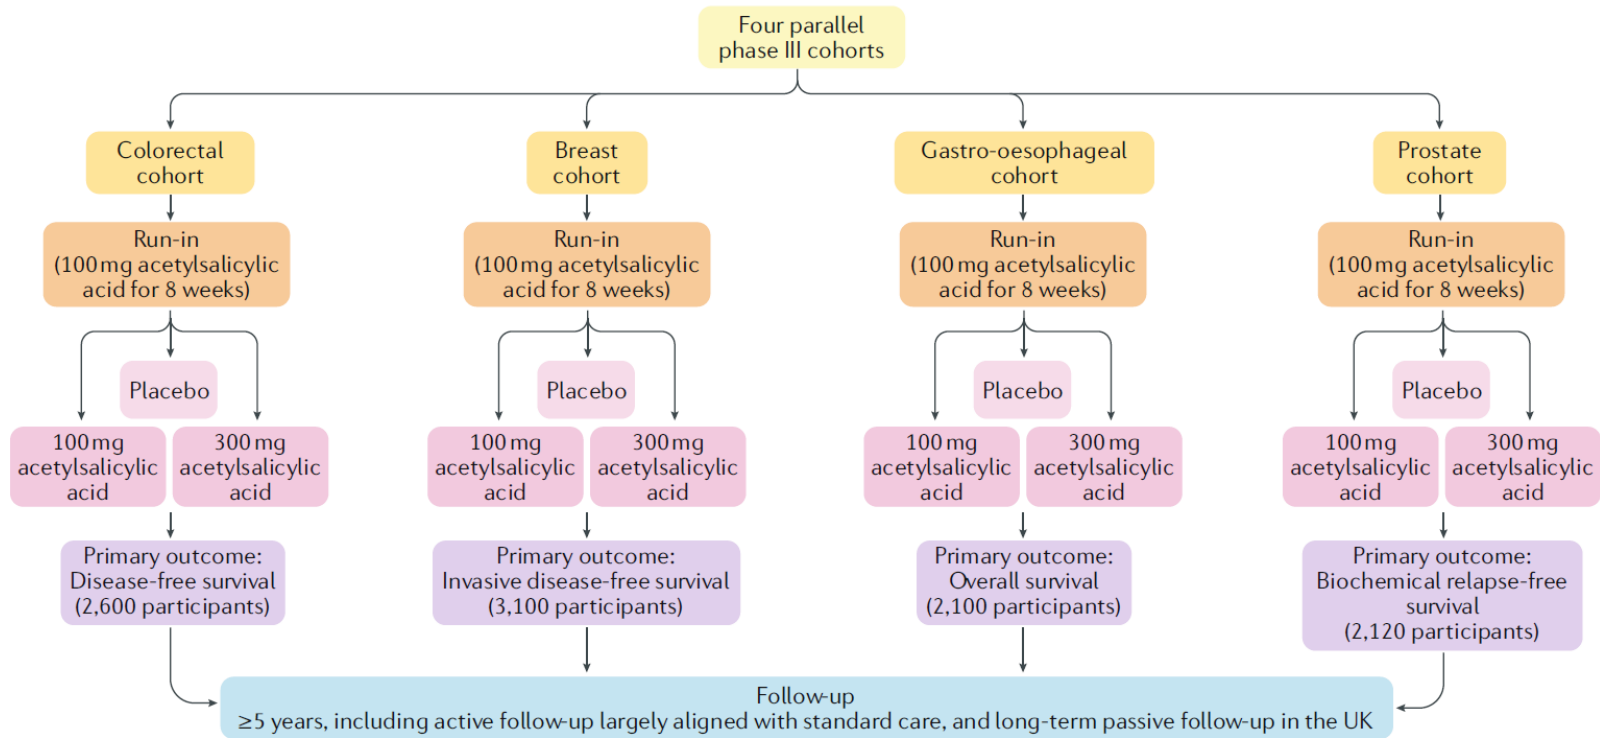 Four parallel
phase III cohorts
Colorectal
cohort
Breast
cohort
Gastro-oesophageal
cohort
Prostate
cohort
Run-in
(100 mg acetylsalicylic
acid for 8 weeks)
Run-in
(100 mg acetylsalicylic
acid for 8 weeks)
Run-in
(100 mg acetylsalicylic
acid for 8 weeks)
Run-in
(100 mg acetylsalicylic
acid for 8 weeks)
Placebo
Placebo
Placebo
Placebo
100 mg
acetylsalicylic
acid
300 mg
acetylsalicylic
acid
100 mg
acetylsalicylic
acid
300 mg
acetylsalicylic
acid
100 mg
acetylsalicylic
acid
300 mg
acetylsalicylic
acid
100 mg
acetylsalicylic
acid
300 mg
acetylsalicylic
acid
Primary outcome:
Disease-free survival
(2,600 participants)
Primary outcome:
Invasive disease-free survival
(3,100 participants)
Primary outcome:
Overall survival
(2,100 participants)
Primary outcome:
Biochemical relapse-free
survival
(2,120 participants)
Follow-up
≥5 years, including active follow-up largely aligned with standard care, and long-term passive follow-up in the UK